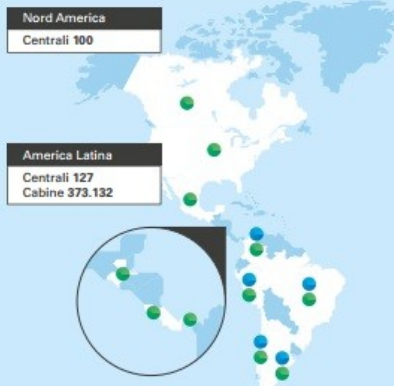 Nord America
Centrali 100
America Latina
Centrali 127
Cabine 373.132